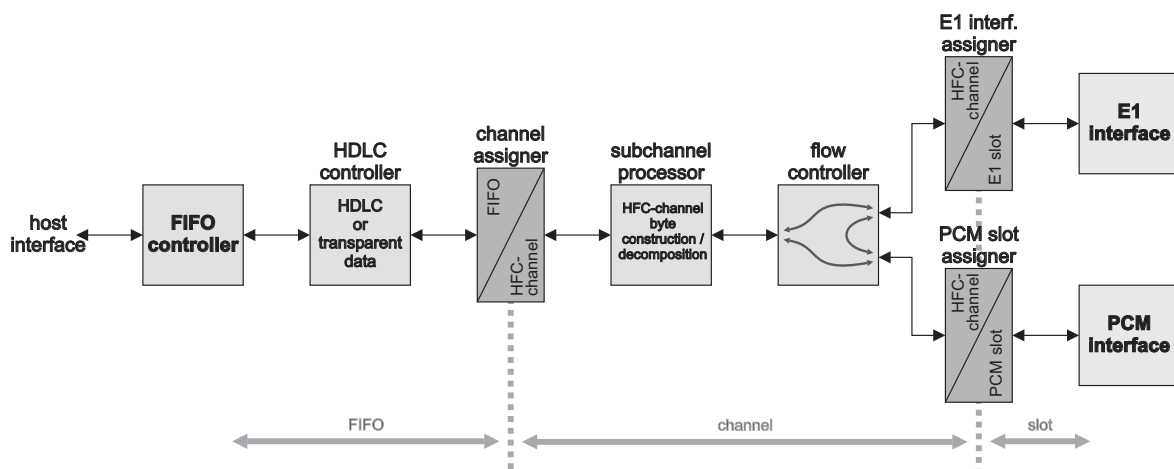 host
interface
FIFO
controller
HDLC
controller
HDLC
or
transparent
data
channel
assigner
FIFO
HFC-
channel
subchannel
processor
HFC-channel
byte
construction /
decomposition
flow
controller
E1 interf.
assigner
HFC-
channel
E1 slot
E1
interface
PCM slot
assigner
HFC-
channel
PCM slot
PCM
interface
FIFO
channel
slot